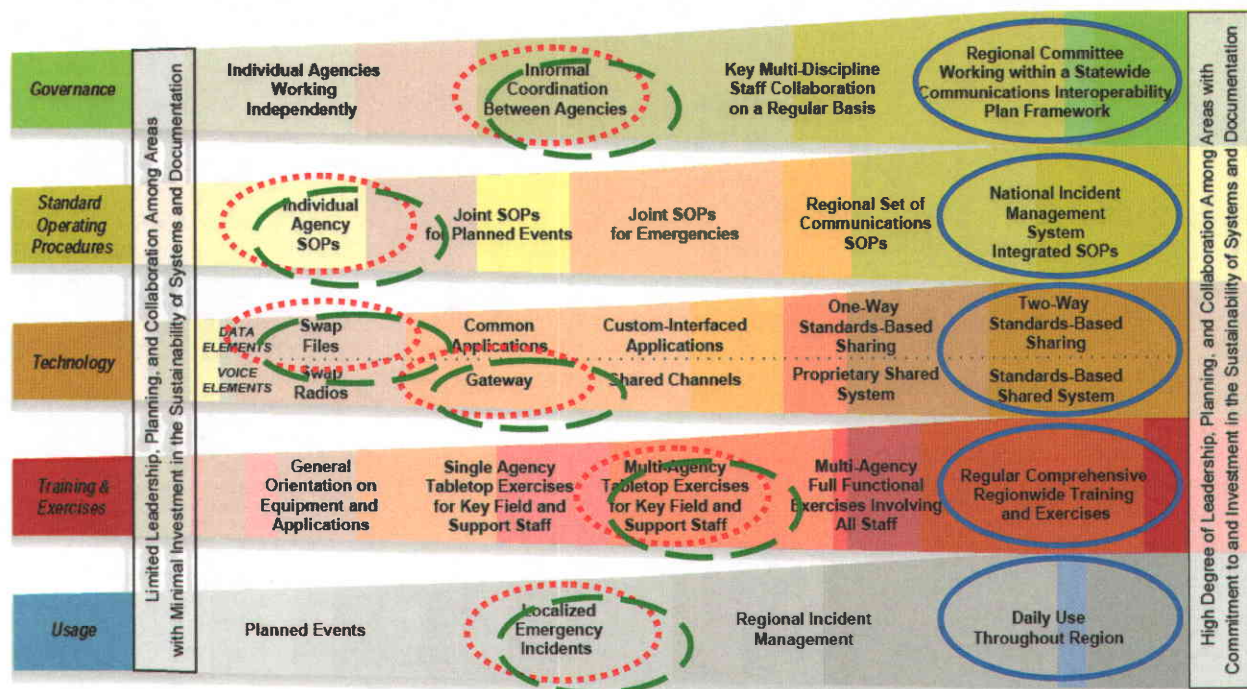 Governance
Individual Agencies
Working
Independently
Informal
Coordination
Between Agencies
Key Multi-Discipline
Staff Collaboration
on a Regular Basis
Regional Committee
Working within a Statewide
Communications Interoperability
Plan Framework
Standard
Operating
Procedures
Individual
Agency
SOPs
Joint SOPs
for Planned Events
Joint SOPs
for Emergencies
Regional Set of
Communications
SOPs
National Incident
Management
System
Integrated SOPs
Technology
DATA
ELEMENTS
Swap
Files
Common
Applications
Custom-Interfaced
Applications
One-Way
Standards-Based
Sharing
Two-Way
Standards-Based
Sharing
VOICE
ELEMENTS
Swap
Radios
Gateway
Shared Channels
Proprietary Shared
System
Standards-Based
Shared System
Training &
Exercises
General
Orientation on
Equipment and
Applications
Single Agency
Tabletop Exercises
for Key Field and
Support Staff
Multi-Agency
Tabletop Exercises
for Key Field and
Support Staff
Multi-Agency
Full Functional
Exercises Involving
All Staff
Regular Comprehensive
Regionwide Training
and Exercises
Usage
Planned Events
Localized
Emergency
Incidents
Regional Incident
Management
Daily Use
Throughout Region
Limited Leadership, Planning, and Collaboration Among Areas
with Minimal Investment in the Sustainability of Systems and Documentation
High Degree of Leadership, Planning, and Collaboration Among Areas with
Commitment to and Investment in the Sustainability of Systems and Documentation